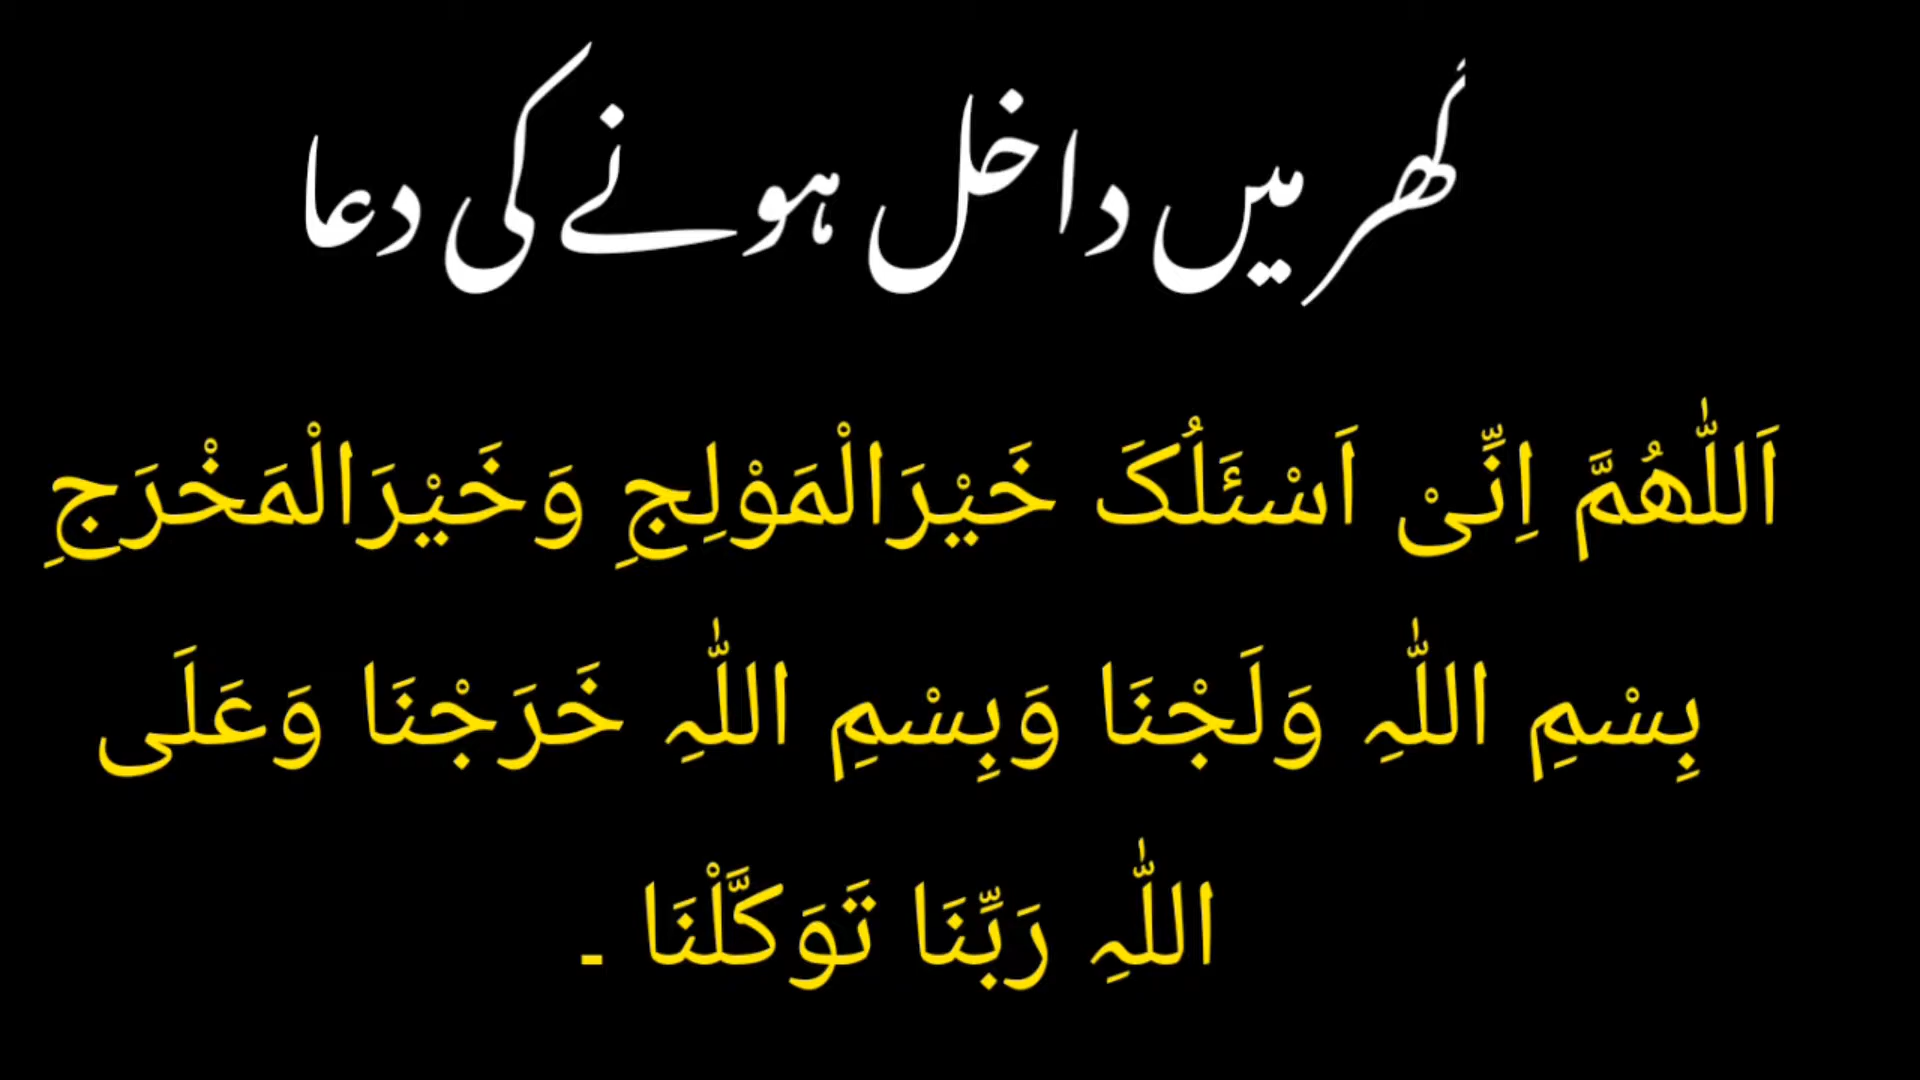 گھر میں داخل ہونے کی دعا
اَللّٰھُمَّ اِنِّیْ اَسْئَلُکَ خَیْرَالْمَوْلِجِ وَخَیْرَالْمَخْرَجِ
بِسْمِ اللّٰہِ وَلَجْنَا وَبِسْمِ اللّٰہِ خَرَجْنَا وَعَلَی
اللّٰہِ رَبِّنَا تَوَکَّلْنَا ۔